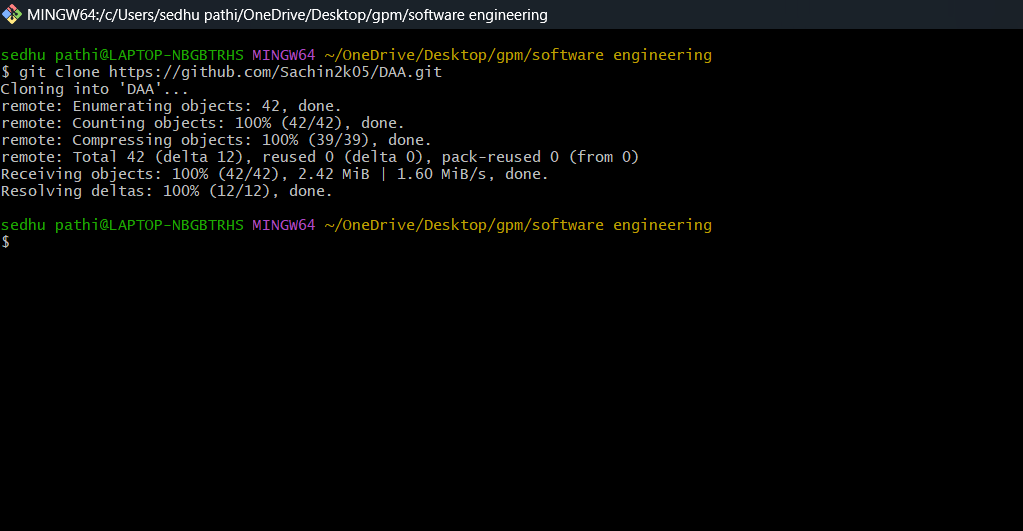 MINGW64:/c/Users/sedhu pathi/OneDrive/Desktop/gpm/software engineering
sedhu pathi@LAPTOP-NBGBTRHS MINGW64 ~/OneDrive/Desktop/gpm/software engineering
$ git clone https://github.com/Sachin2k05/DAA.git
Cloning into 'DAA'...
remote: Enumerating objects: 42, done.
remote: Counting objects: 100% (42/42), done.
remote: Compressing objects: 100% (39/39), done.
remote: Total 42 (delta 12), reused 0 (delta 0), pack-reused 0 (from 0)
Receiving objects: 100% (42/42), 2.42 MiB | 1.60 MiB/s, done.
Resolving deltas: 100% (12/12), done.
sedhu pathi@LAPTOP-NBGBTRHS MINGW64 ~/OneDrive/Desktop/gpm/software engineering
$